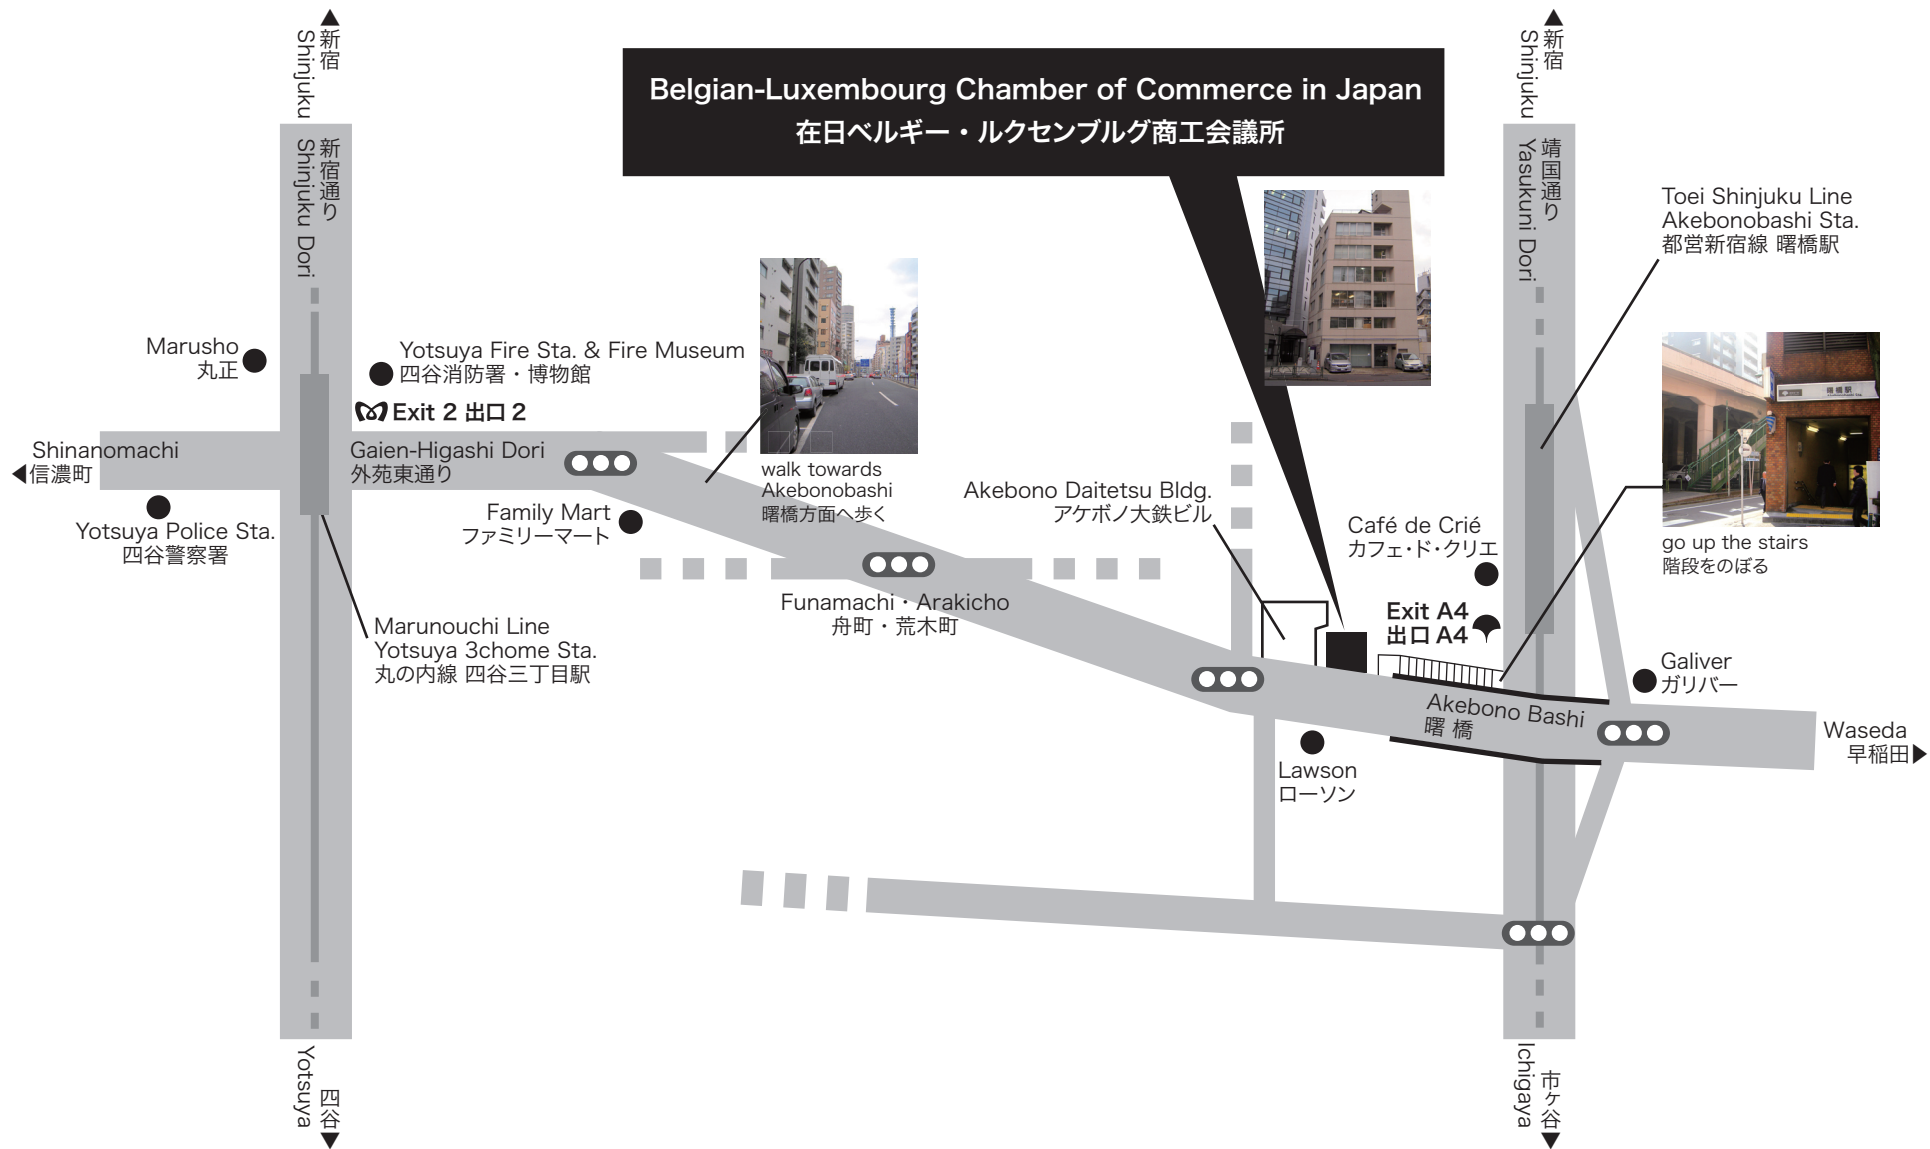 新宿
Shinjuku
新宿通り
Shinjuku Dori
Belgian-Luxembourg Chamber of Commerce in Japan
在日ベルギー・ルクセンブルグ商工会議所
新宿
Shinjuku
靖国通り
Yasukuni Dori
Toei Shinjuku Line
Akebonobashi Sta.
都営新宿線 曙橋駅
Marusho
丸正
Yotsuya Fire Sta. & Fire Museum
四谷消防署・博物館
Exit 2 出口 2
Shinanomachi
信濃町
Gaien-Higashi Dori
外苑東通り
Yotsuya Police Sta.
四谷警察署
Family Mart
ファミリーマート
walk towards
Akebonobashi
曙橋方面へ歩く
Akebono Daitetsu Bldg.
アケボノ大鉄ビル
Café de Crié
カフェ・ド・クリエ
曙橋駅
go up the stairs
階段をのぼる
Funamachi・Arakicho
舟町・荒木町
Exit A4
出口 A4
Marunouchi Line
Yotsuya 3chome Sta.
丸の内線 四谷三丁目駅
Galiver
ガリバー
Akebono Bashi
曙 橋
Waseda
早稲田
Lawson
ローソン
四谷
Yotsuya
市ヶ谷
Ichigaya